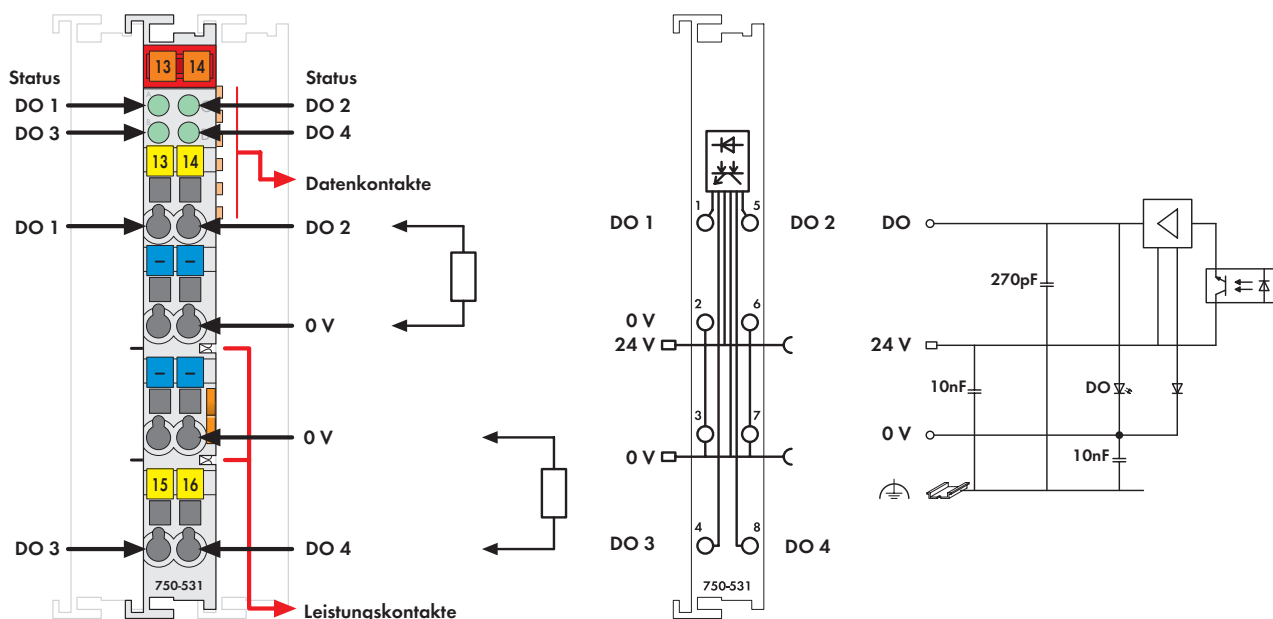 13 14
Status
Status
DO 1
DO 2
DO 3
DO 4
13 14
Datenkontakte
DO 1
DO 2
- -
0 V
- -
0 V
15 16
DO 3
DO 4
750-531
Leistungskontakte
1 5
DO 1
DO 2
2 6
0 V
24 V
3 7
0 V
4 8
DO 3
DO 4
750-531
DO
270pF
24 V
10nF
DO
0 V
10nF